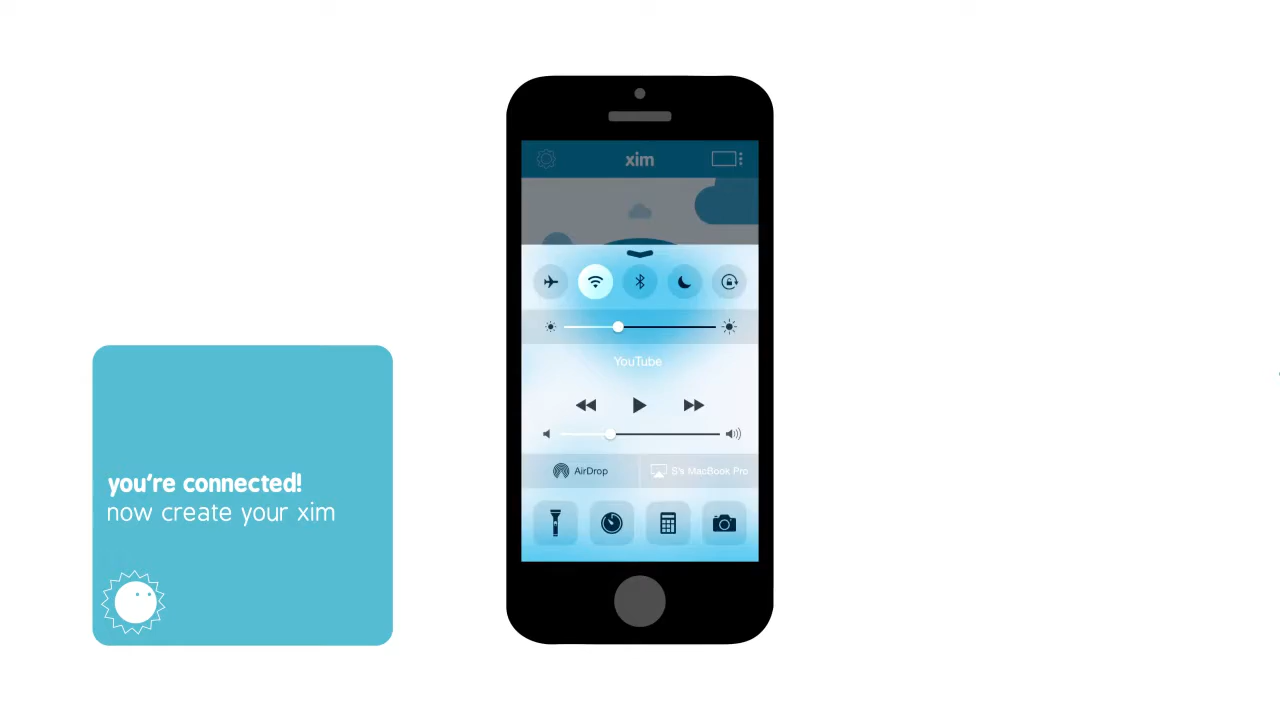 xim
YouTube
AirDrop
S's MacBook Pro
you're connected!
now create your xim